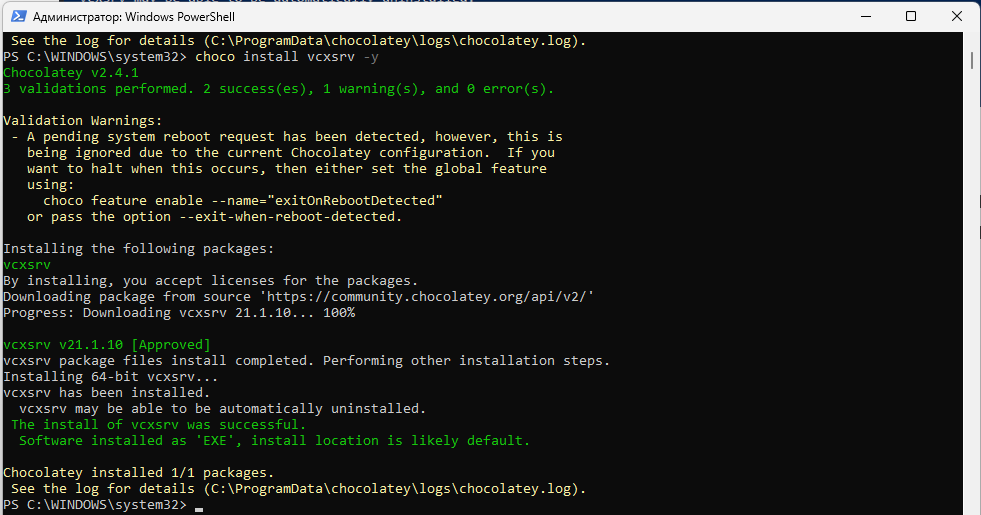 Администратор: Windows PowerShell
See the log for details (C:\ProgramData\chocolatey\logs\chocolatey.log).
PS C:\WINDOWS\system32> choco install vcxsrv -y
Chocolatey v2.4.1
3 validations performed. 2 success(es), 1 warning(s), and 0 error(s).
Validation Warnings:
- A pending system reboot request has been detected, however, this is
being ignored due to the current Chocolatey configuration.  If you
want to halt when this occurs, then either set the global feature
using:
choco feature enable --name="exitOnRebootDetected"
or pass the option --exit-when-reboot-detected.
Installing the following packages:
vcxsrv
By installing, you accept licenses for the packages.
Downloading package from source 'https://community.chocolatey.org/api/v2/'
Progress: Downloading vcxsrv 21.1.10... 100%
vcxsrv v21.1.10 [Approved]
vcxsrv package files install completed. Performing other installation steps.
Installing 64-bit vcxsrv...
vcxsrv has been installed.
vcxsrv may be able to be automatically uninstalled.
The install of vcxsrv was successful.
Software installed as 'EXE', install location is likely default.
Chocolatey installed 1/1 packages.
See the log for details (C:\ProgramData\chocolatey\logs\chocolatey.log).
PS C:\WINDOWS\system32>